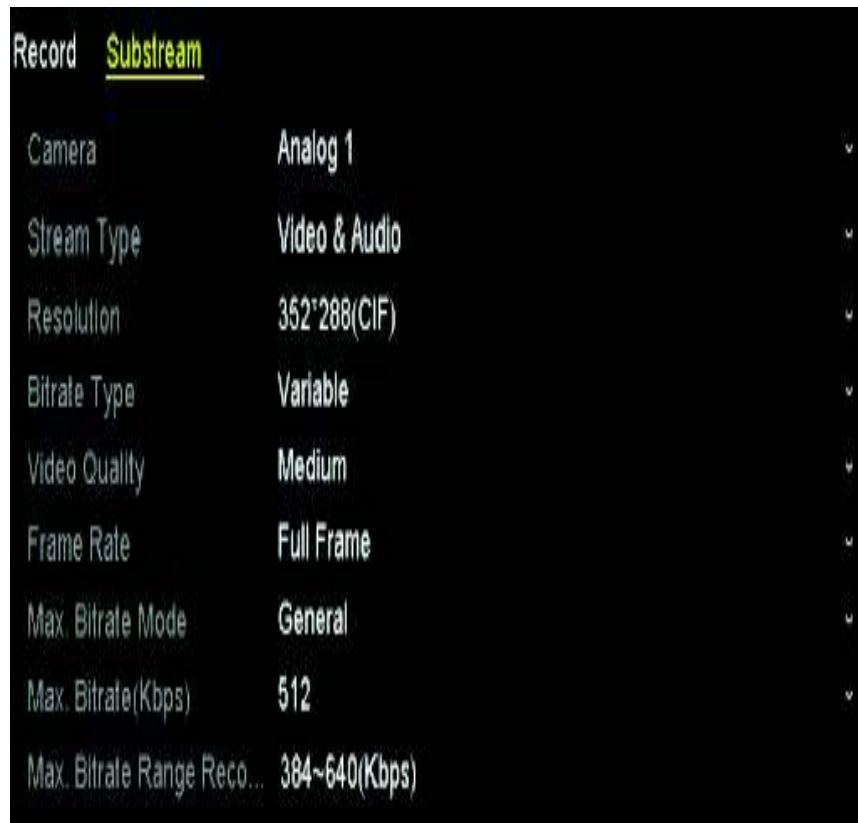 Record Substream
Camera Analog 1
Stream Type Video & Audio
Resolution 352*288(CIF)
Bitrate Type Variable
Video Quality Medium
Frame Rate Full Frame
Max. Bitrate Mode General
Max. Bitrate(Kbps) 512
Max. Bitrate Range Reco... 384~640(Kbps)